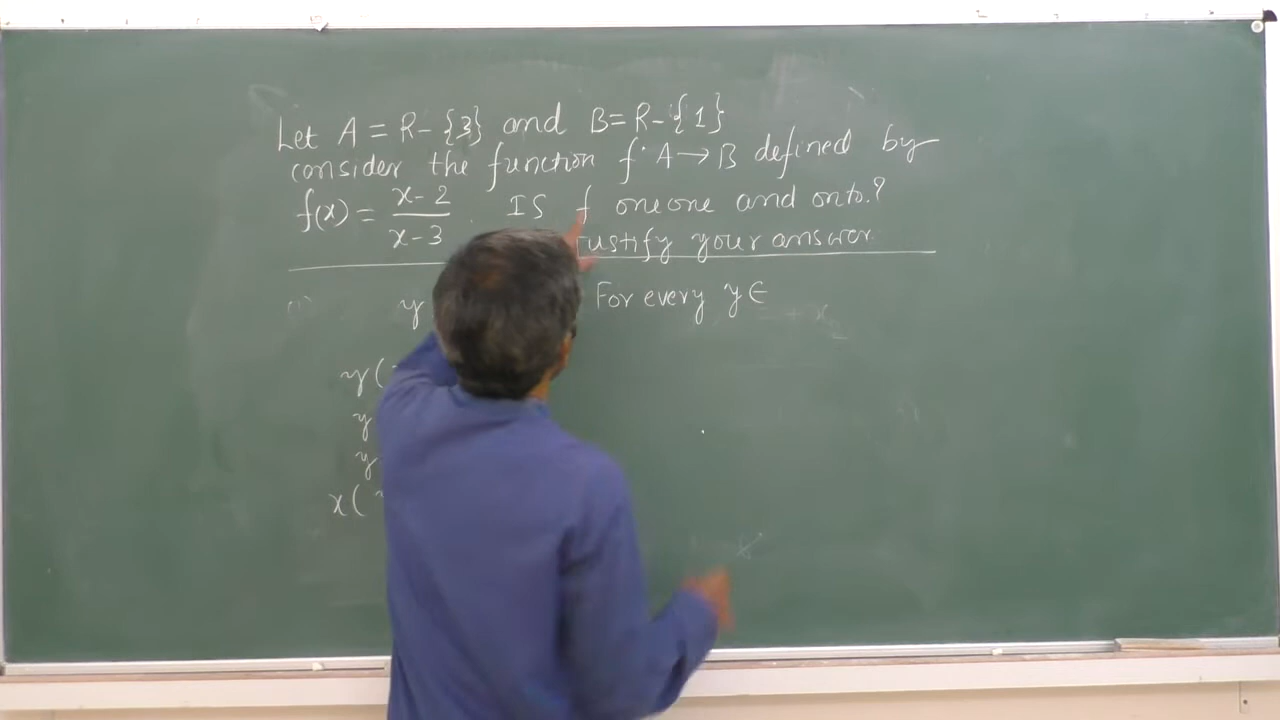 Let A = R - {3} and B = R - {1}
consider the function f: A → B defined by
f(x) = x-2 / x-3 . IS f one one and onto?
Justify your answer.
y For every y ∈
y(
y
y
x(